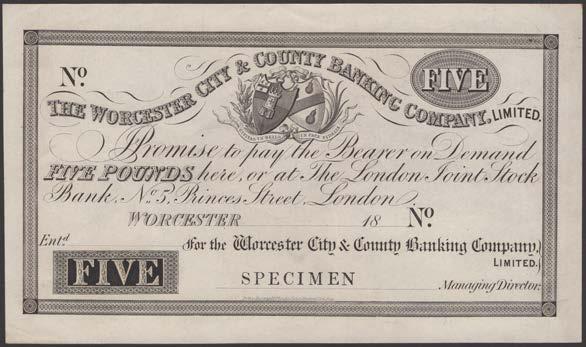 No.
FIVE
THE WORCESTER CITY & COUNTY BANKING COMPANY, LIMITED.
Promise to pay the Bearer on Demand
FIVE POUNDS here, or at The London Joint Stock
Bank, No. 5, Princes Street, London
WORCESTER 18 No.
Entd.
For the Worcester City & County Banking Company,
LIMITED.
FIVE
SPECIMEN
Managing Director.